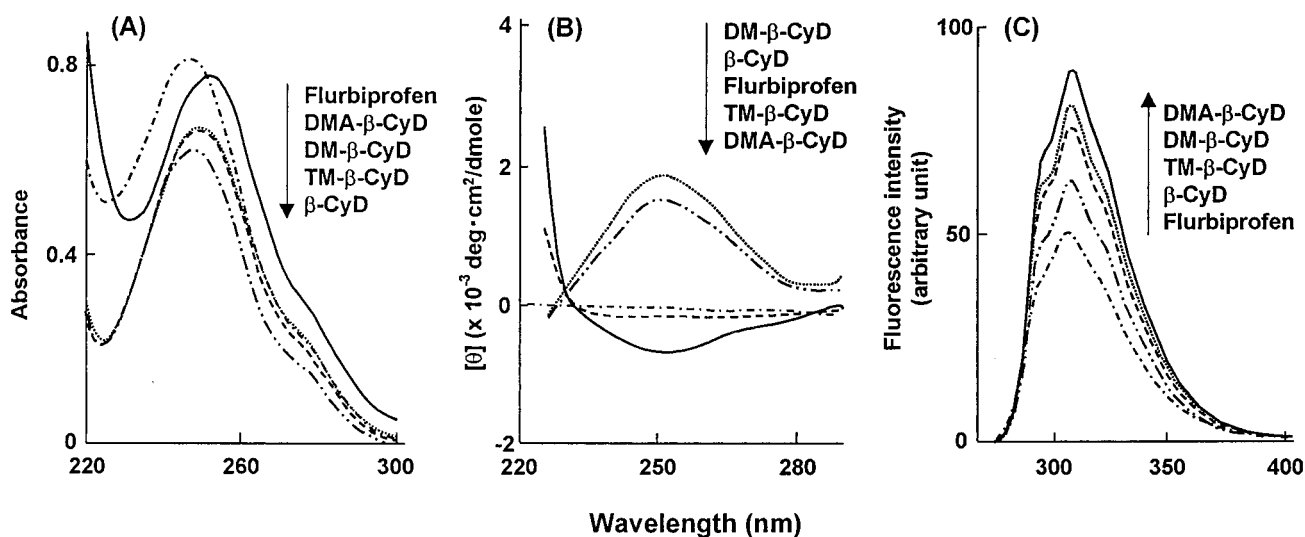 (A)
Absorbance
0.8
0.4
0
220
260
300
Flurbiprofen
DMA-β-CyD
DM-β-CyD
TM-β-CyD
β-CyD
(B)
[θ] (x 10⁻³ deg·cm²/dmole)
4
2
0
-2
220
250
280
DM-β-CyD
β-CyD
Flurbiprofen
TM-β-CyD
DMA-β-CyD
(C)
Fluorescence intensity
(arbitrary unit)
100
50
0
300
350
400
DMA-β-CyD
DM-β-CyD
TM-β-CyD
β-CyD
Flurbiprofen
Wavelength (nm)